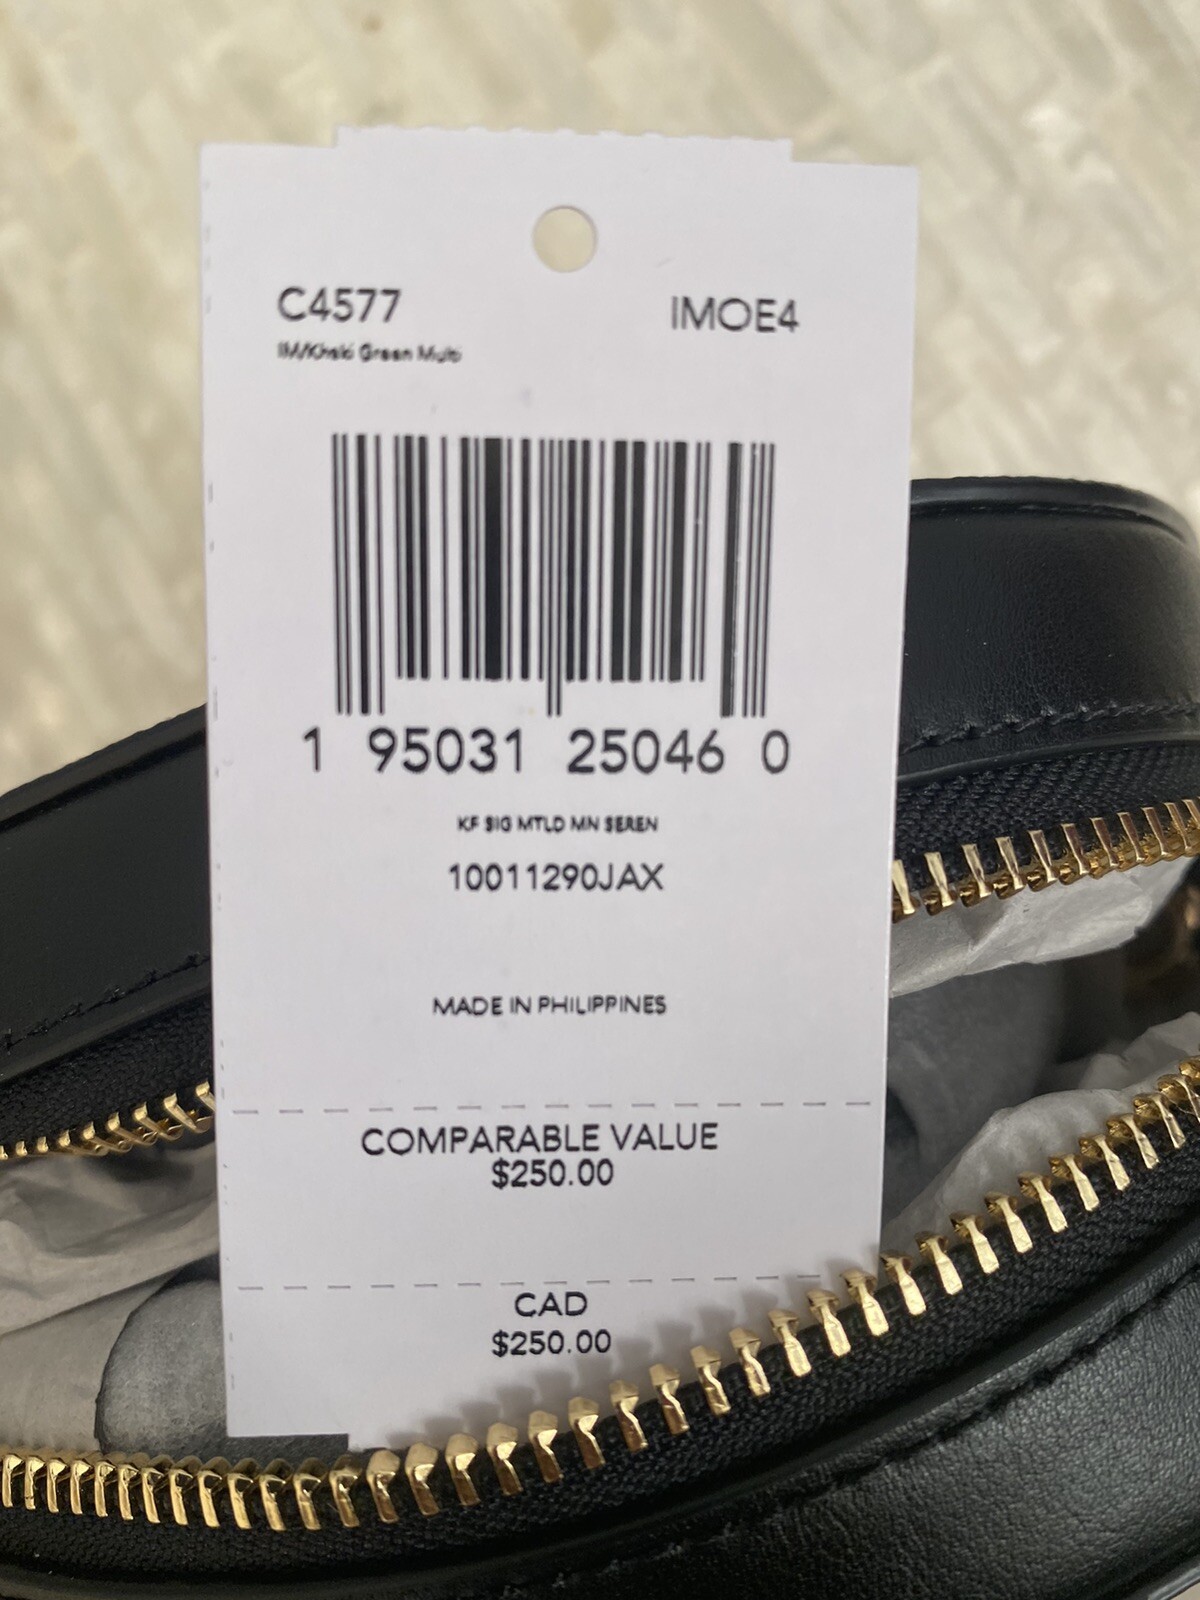 C4577
IMOE4
IM/Khaki Green Multi
1 95031 25046 0
KF SIG MTLD MN SEREN
10011290JAX
MADE IN PHILIPPINES
COMPARABLE VALUE
$250.00
CAD
$250.00